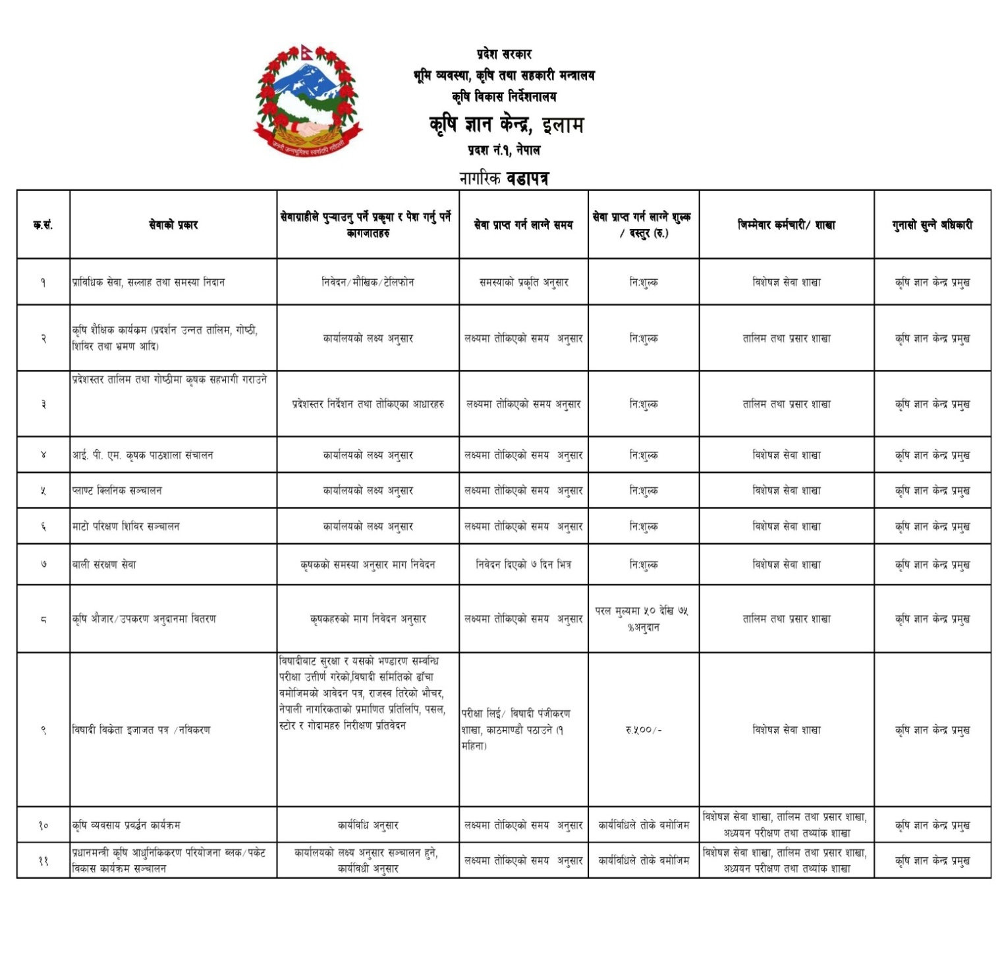 प्रदेश सरकार
भूमि व्यवस्था, कृषि तथा सहकारी मन्त्रालय
कृषि विकास निर्देशनालय
कृषि ज्ञान केन्द्र, इलाम
प्रदश नं.१, नेपाल
जननी जन्मभूमिश्च स्वर्गादपि गरीयसी
नागरिक वडापत्र
क.सं. सेवाको प्रकार सेवाग्राहीले पुऱ्याउनु पर्ने प्रकृया र पेश गर्नु पर्ने सेवा प्राप्त गर्न लाग्ने समय सेवा प्राप्त गर्न लाग्ने शुल्क जिम्मेवार कर्मचारी/ शाखा गुनासो सुन्ने अधिकारी
कागजातहरु / दस्तुर (रु.)
१ प्राविधिक सेवा, सल्लाह तथा समस्या निदान निवेदन/मौखिक/टेलिफोन समस्याको प्रकृति अनुसार नि:शुल्क विशेषज्ञ सेवा शाखा कृषि ज्ञान केन्द्र प्रमुख
कृषि शैक्षिक कार्यक्रम (प्रदर्शन उन्नत तालिम, गोष्ठी,
शिविर तथा भ्रमण आदि)
२ कार्यालयको लक्ष्य अनुसार लक्ष्यमा तोकिएको समय अनुसार नि:शुल्क तालिम तथा प्रसार शाखा कृषि ज्ञान केन्द्र प्रमुख
प्रदेशस्तर तालिम तथा गोष्ठीमा कृषक सहभागी गराउने
३ प्रदेशस्तर निर्देशन तथा तोकिएका आधारहरु लक्ष्यमा तोकिएको समय अनुसार नि:शुल्क तालिम तथा प्रसार शाखा कृषि ज्ञान केन्द्र प्रमुख
४ आई. पी. एम. कृषक पाठशाला संचालन कार्यालयको लक्ष्य अनुसार लक्ष्यमा तोकिएको समय अनुसार नि:शुल्क विशेषज्ञ सेवा शाखा कृषि ज्ञान केन्द्र प्रमुख
५ प्लाण्ट क्लिनिक सञ्चालन कार्यालयको लक्ष्य अनुसार लक्ष्यमा तोकिएको समय अनुसार नि:शुल्क विशेषज्ञ सेवा शाखा कृषि ज्ञान केन्द्र प्रमुख
६ माटो परिक्षण शिविर सञ्चालन कार्यालयको लक्ष्य अनुसार लक्ष्यमा तोकिएको समय अनुसार नि:शुल्क विशेषज्ञ सेवा शाखा कृषि ज्ञान केन्द्र प्रमुख
७ बाली संरक्षण सेवा कृषकको समस्या अनुसार माग निवेदन निवेदन दिएको ७ दिन भित्र नि:शुल्क विशेषज्ञ सेवा शाखा कृषि ज्ञान केन्द्र प्रमुख
८ कृषि औजार/उपकरण अनुदानमा वितरण कृषकहरुको माग निवेदन अनुसार लक्ष्यमा तोकिएको समय अनुसार परल मुल्यमा ५० देखि ७५ तालिम तथा प्रसार शाखा कृषि ज्ञान केन्द्र प्रमुख
%अनुदान
विषादीबाट सुरक्षा र यसको भण्डारण सम्वन्धि
परीक्षा उत्तीर्ण गरेको,विषादी समितिको ढाॅचा
वमोजिमको आवेदन पत्र, राजस्व तिरेको भौचर,
नेपाली नागरिकताको प्रमाणित प्रतिलिपि, पसल,
स्टोर र गोदामहरु निरीक्षण प्रतिवेदन
परीक्षा लिई/ विषादी पंजीकरण
शाखा, काठमाण्डौ पठाउने (१
महिना)
९ विषादी विक्रेता इजाजत पत्र /नविकरण रु.५००/- विशेषज्ञ सेवा शाखा कृषि ज्ञान केन्द्र प्रमुख
१० कृषि व्यवसाय प्रवर्द्धन कार्यक्रम कार्यविधि अनुसार लक्ष्यमा तोकिएको समय अनुसार कार्यविधिले तोके वमोजिम विशेषज्ञ सेवा शाखा, तालिम तथा प्रसार शाखा, कृषि ज्ञान केन्द्र प्रमुख
अध्ययन परीक्षण तथा तथ्यांक शाखा
११ प्रधानमन्त्री कृषि आधुनिकिकरण परियोजना ब्लक/पकेट कार्यालयको लक्ष्य अनुसार सञ्चालन हुने, लक्ष्यमा तोकिएको समय अनुसार कार्यविधिले तोके वमोजिम विशेषज्ञ सेवा शाखा, तालिम तथा प्रसार शाखा, कृषि ज्ञान केन्द्र प्रमुख
विकास कार्यक्रम सञ्चालन कार्यविधी अनुसार अध्ययन परीक्षण तथा तथ्यांक शाखा